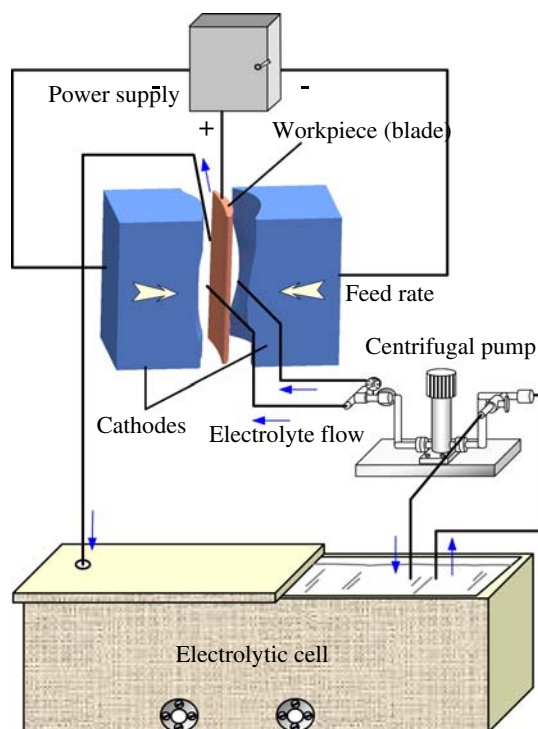 -
Power supply
-
+
Workpiece (blade)
Feed rate
Centrifugal pump
Cathodes
Electrolyte flow
Electrolytic cell